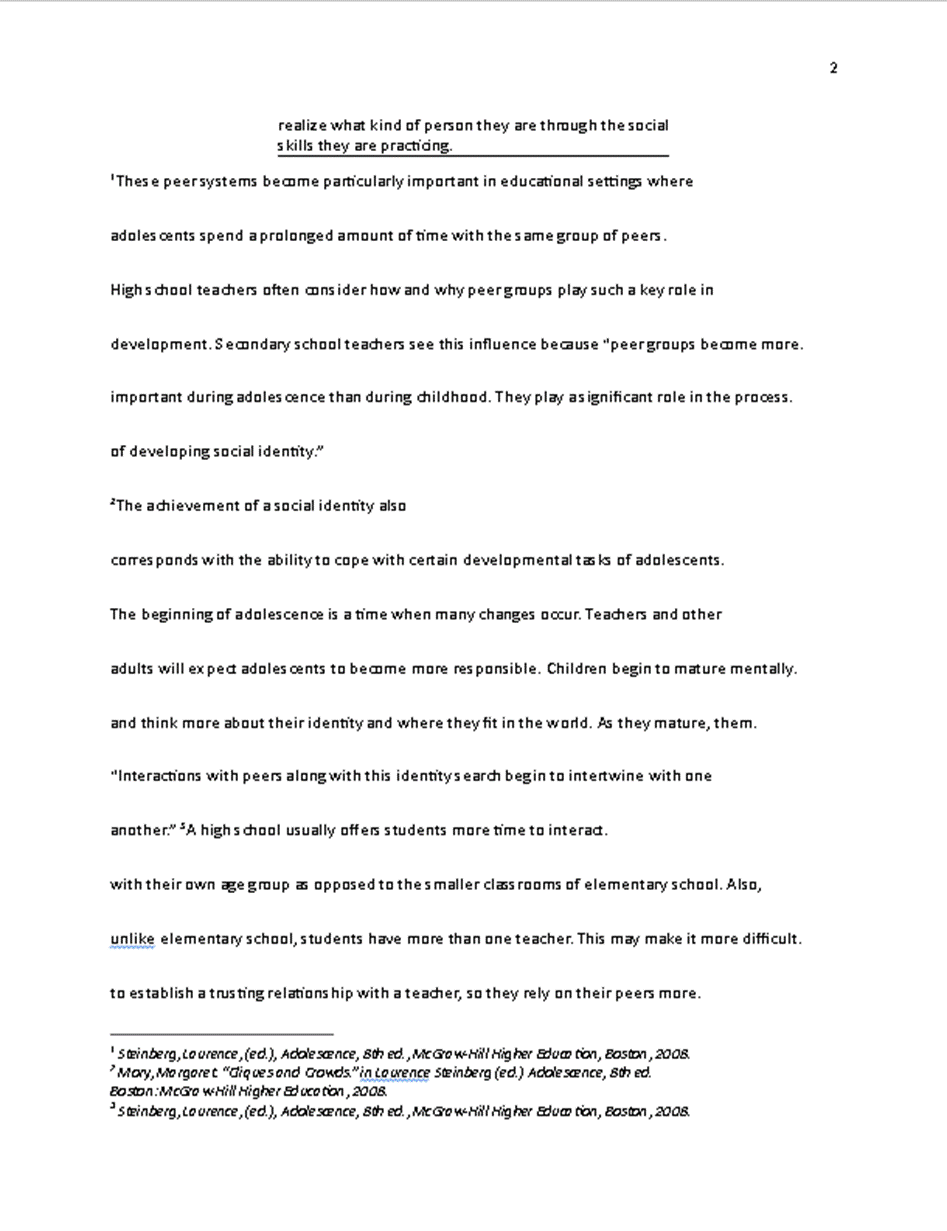 2
realize what kind of person they are through the social
skills they are practicing.
¹These peer systems become particularly important in educational settings where
adolescents spend a prolonged amount of time with the same group of peers.
High school teachers often consider how and why peer groups play such a key role in
development. Secondary school teachers see this influence because "peer groups become more.
important during adolescence than during childhood. They play a significant role in the process.
of developing social identity.”
²The achievement of a social identity also
corresponds with the ability to cope with certain developmental tasks of adolescents.
The beginning of adolescence is a time when many changes occur. Teachers and other
adults will expect adolescents to become more responsible. Children begin to mature mentally.
and think more about their identity and where they fit in the world. As they mature, them.
"Interactions with peers along with this identity search begin to intertwine with one
another.” ³A high school usually offers students more time to interact.
with their own age group as opposed to the smaller classrooms of elementary school. Also,
unlike elementary school, students have more than one teacher. This may make it more difficult.
to establish a trusting relationship with a teacher, so they rely on their peers more.
¹ Steinberg, Laurence, (ed.), Adolescence, 8th ed., McGraw-Hill Higher Education, Boston, 2008.
² Mary, Margaret. “Cliques and Crowds.” in Laurence Steinberg (ed.) Adolescence, 8th ed.
Boston: McGraw-Hill Higher Education, 2008.
³ Steinberg, Laurence, (ed.), Adolescence, 8th ed., McGraw-Hill Higher Education, Boston, 2008.